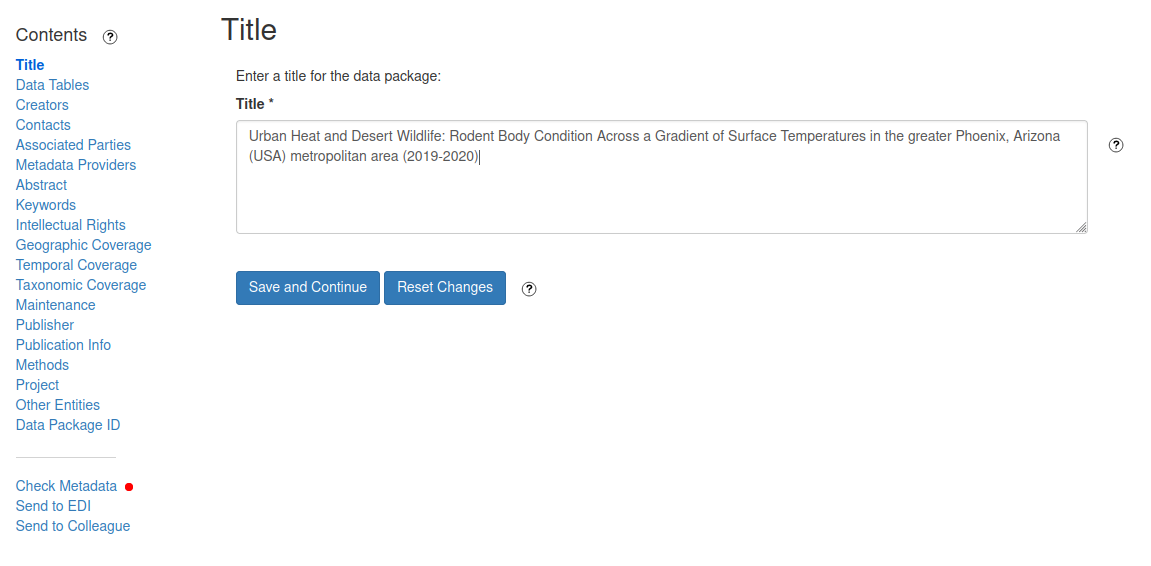 Contents
Title
Data Tables
Creators
Contacts
Associated Parties
Metadata Providers
Abstract
Keywords
Intellectual Rights
Geographic Coverage
Temporal Coverage
Taxonomic Coverage
Maintenance
Publisher
Publication Info
Methods
Project
Other Entities
Data Package ID
Check Metadata
Send to EDI
Send to Colleague
Title
Enter a title for the data package:
Title *
Urban Heat and Desert Wildlife: Rodent Body Condition Across a Gradient of Surface Temperatures in the greater Phoenix, Arizona
(USA) metropolitan area (2019-2020)
Save and Continue
Reset Changes